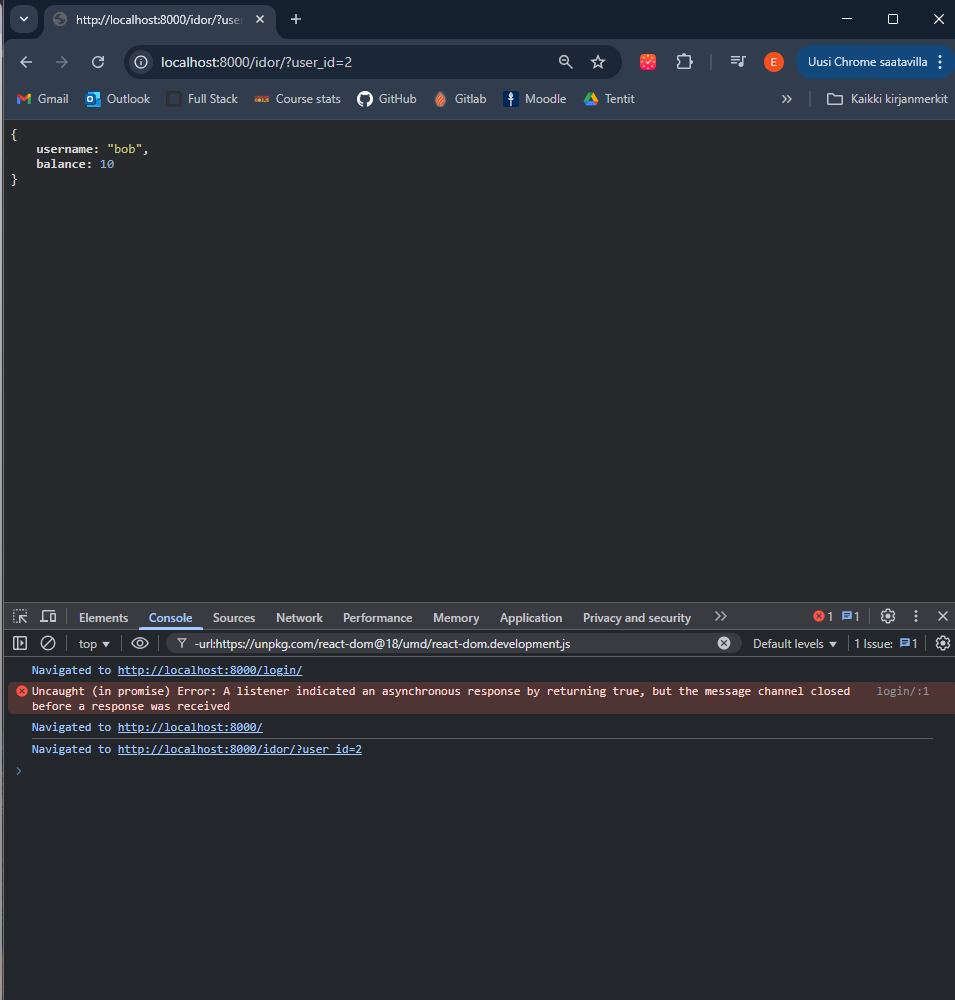 http://localhost:8000/idor/?use
localhost:8000/idor/?user_id=2
E
Uusi Chrome saatavilla
Gmail
Outlook
Full Stack
Course stats
GitHub
Gitlab
Moodle
Tentit
»
Kaikki kirjanmerkit
{
username: "bob",
balance: 10
}
Elements
Console
Sources
Network
Performance
Memory
Application
Privacy and security
1
1
top
-url:https://unpkg.com/react-dom@18/umd/react-dom.development.js
Default levels
1 Issue:
1
Navigated to http://localhost:8000/login/
Uncaught (in promise) Error: A listener indicated an asynchronous response by returning true, but the message channel closed
login/:1
before a response was received
Navigated to http://localhost:8000/
Navigated to http://localhost:8000/idor/?user_id=2